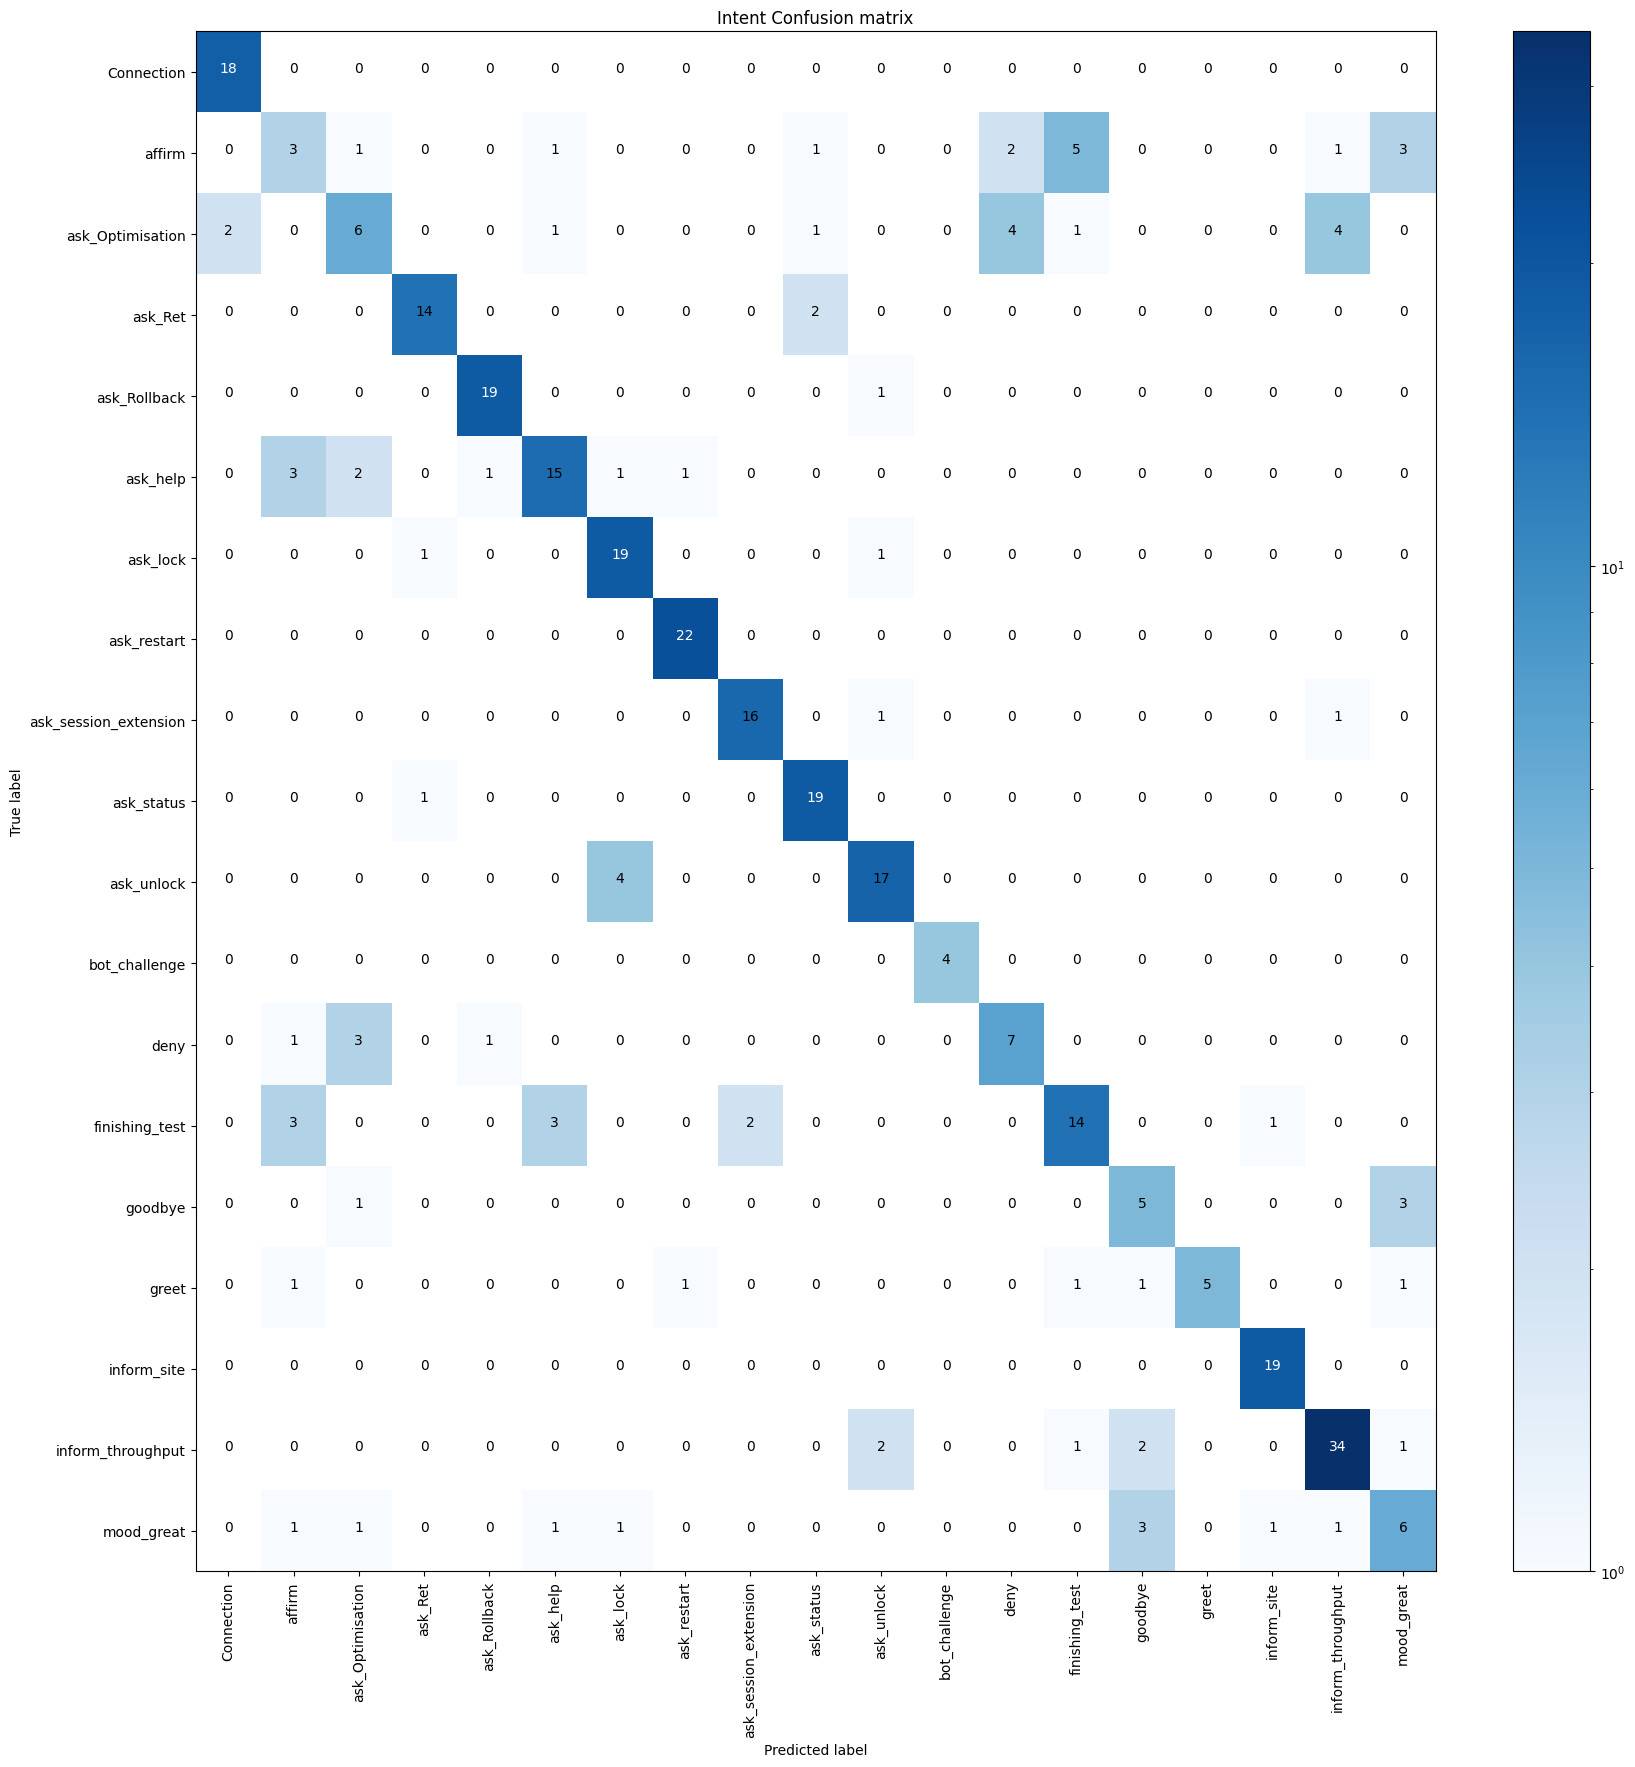 Intent Confusion matrix
Connection 18 0 0 0 0 0 0 0 0 0 0 0 0 0 0 0 0 0 0
affirm 0 3 1 0 0 1 0 0 0 1 0 0 2 5 0 0 0 1 3
ask_Optimisation 2 0 6 0 0 1 0 0 0 1 0 0 4 1 0 0 0 4 0
ask_Ret 0 0 0 14 0 0 0 0 0 2 0 0 0 0 0 0 0 0 0
ask_Rollback 0 0 0 0 19 0 0 0 0 0 1 0 0 0 0 0 0 0 0
ask_help 0 3 2 0 1 15 1 1 0 0 0 0 0 0 0 0 0 0 0
ask_lock 0 0 0 1 0 0 19 0 0 0 1 0 0 0 0 0 0 0 0
10¹
ask_restart 0 0 0 0 0 0 0 22 0 0 0 0 0 0 0 0 0 0 0
ask_session_extension 0 0 0 0 0 0 0 0 16 0 1 0 0 0 0 0 0 1 0
ask_status 0 0 0 1 0 0 0 0 0 19 0 0 0 0 0 0 0 0 0
True label
ask_unlock 0 0 0 0 0 0 4 0 0 0 17 0 0 0 0 0 0 0 0
bot_challenge 0 0 0 0 0 0 0 0 0 0 0 4 0 0 0 0 0 0 0
deny 0 1 3 0 1 0 0 0 0 0 0 0 7 0 0 0 0 0 0
finishing_test 0 3 0 0 0 3 0 0 2 0 0 0 0 14 0 0 1 0 0
goodbye 0 0 1 0 0 0 0 0 0 0 0 0 0 0 5 0 0 0 3
greet 0 1 0 0 0 0 0 1 0 0 0 0 0 1 1 5 0 0 1
inform_site 0 0 0 0 0 0 0 0 0 0 0 0 0 0 0 0 19 0 0
inform_throughput 0 0 0 0 0 0 0 0 0 0 2 0 0 1 2 0 0 34 1
mood_great 0 1 1 0 0 1 1 0 0 0 0 0 0 0 3 0 1 1 6
10⁰
Connection
affirm
ask_Optimisation
ask_Ret
ask_Rollback
ask_help
ask_lock
ask_restart
ask_session_extension
ask_status
ask_unlock
bot_challenge
deny
finishing_test
goodbye
greet
inform_site
inform_throughput
mood_great
Predicted label